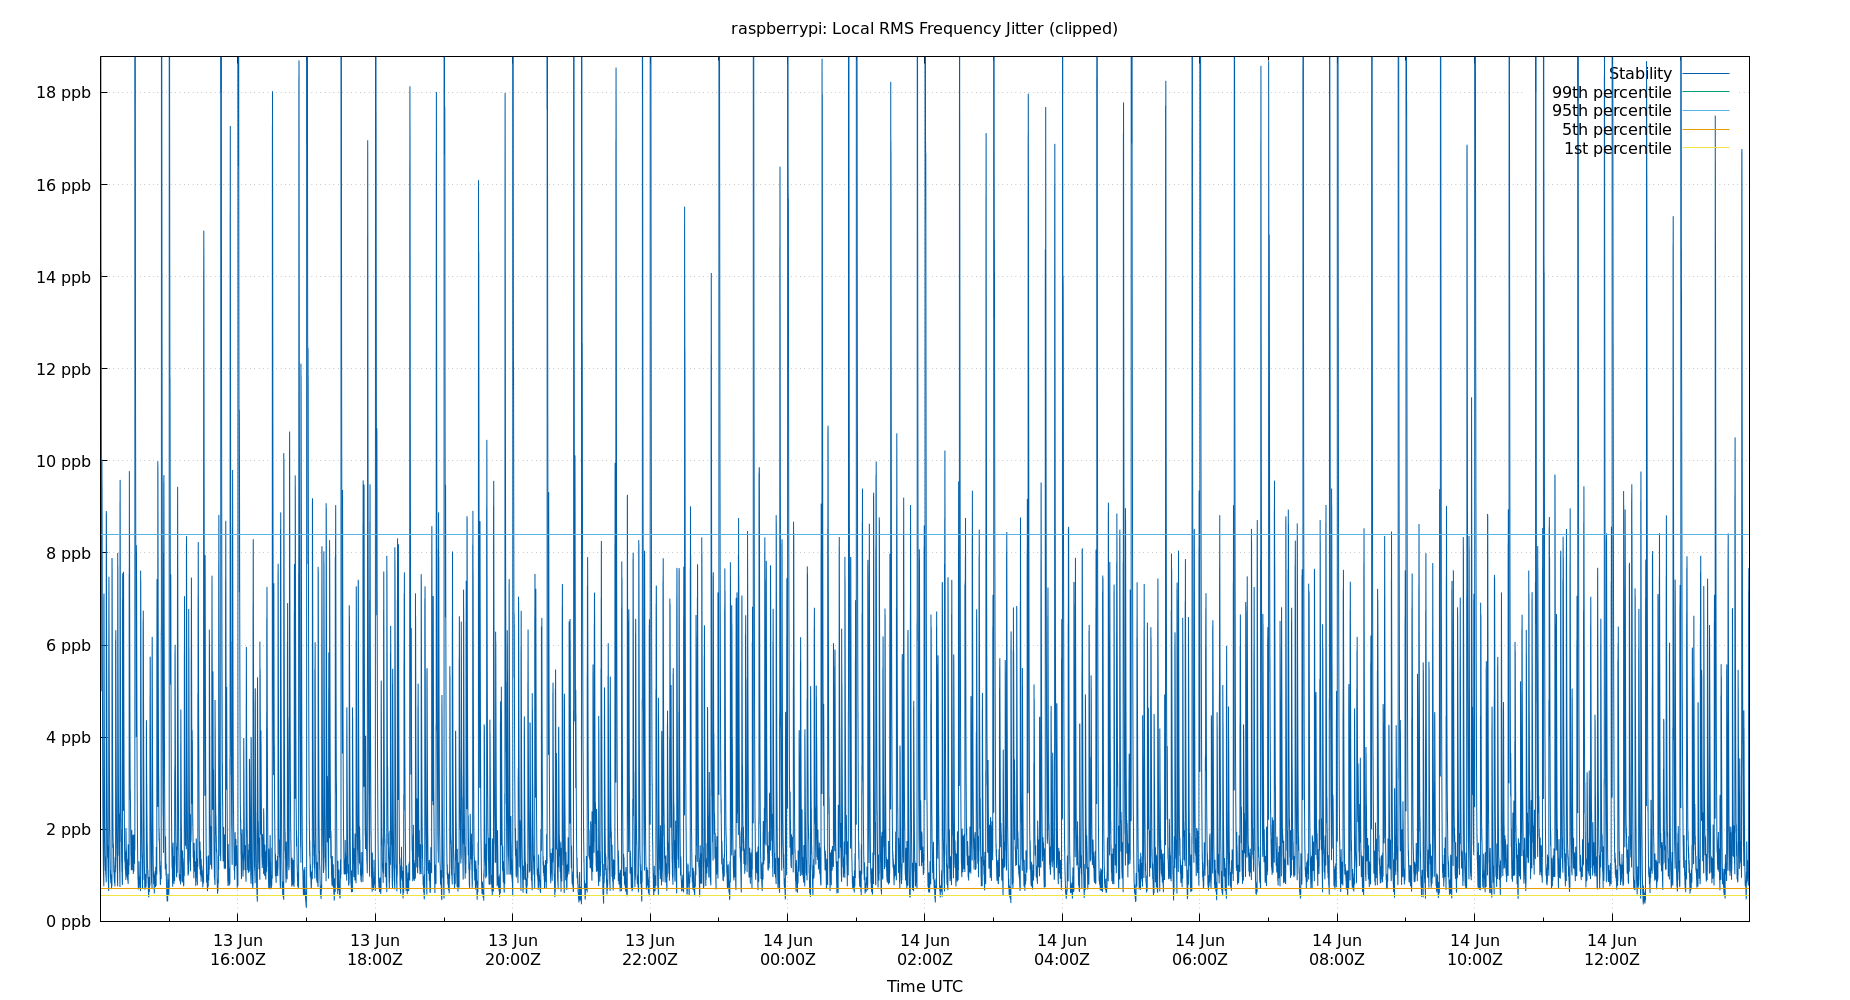 raspberrypi: Local RMS Frequency Jitter (clipped)
Stability
99th percentile
95th percentile
5th percentile
1st percentile
18 ppb
16 ppb
14 ppb
12 ppb
10 ppb
8 ppb
6 ppb
4 ppb
2 ppb
0 ppb
13 Jun 13 Jun 13 Jun 13 Jun 14 Jun 14 Jun 14 Jun 14 Jun 14 Jun 14 Jun 14 Jun
16:00Z 18:00Z 20:00Z 22:00Z 00:00Z 02:00Z 04:00Z 06:00Z 08:00Z 10:00Z 12:00Z
Time UTC